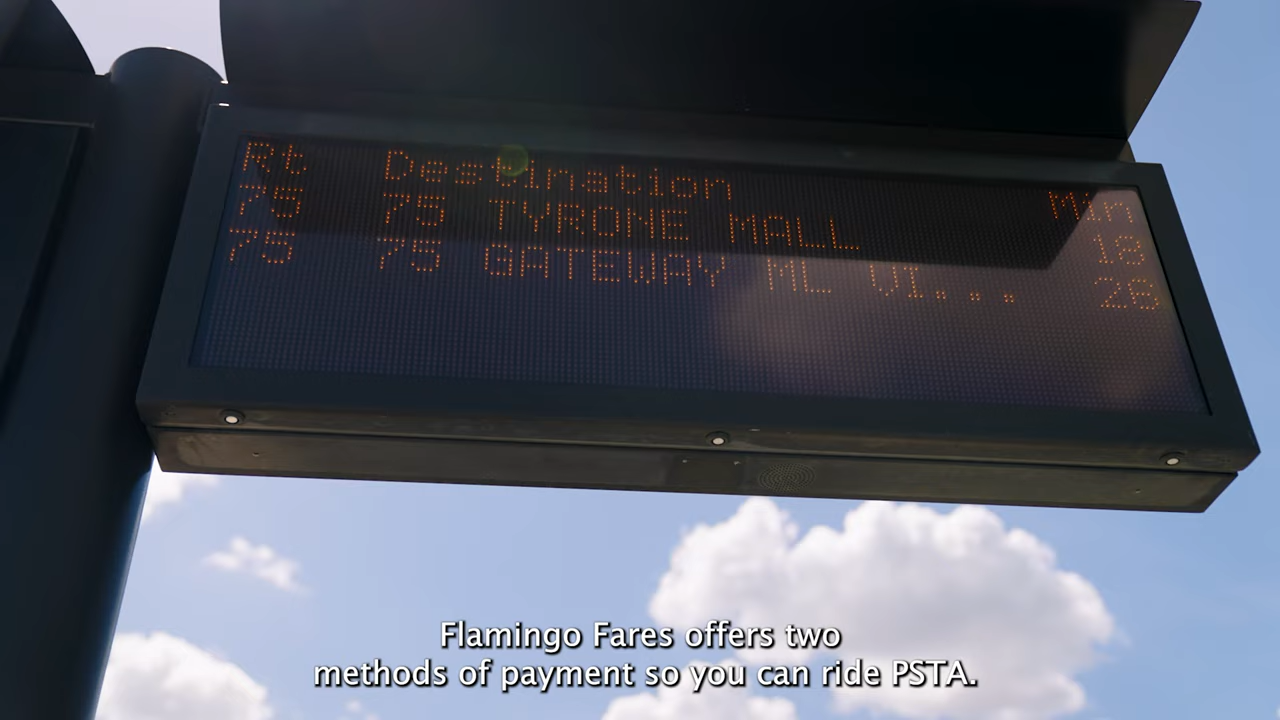 Rt Destination Min
75 75 TYRONE MALL 18
75 75 GATEWAY ML VI... 26
Flamingo Fares offers two
methods of payment so you can ride PSTA.